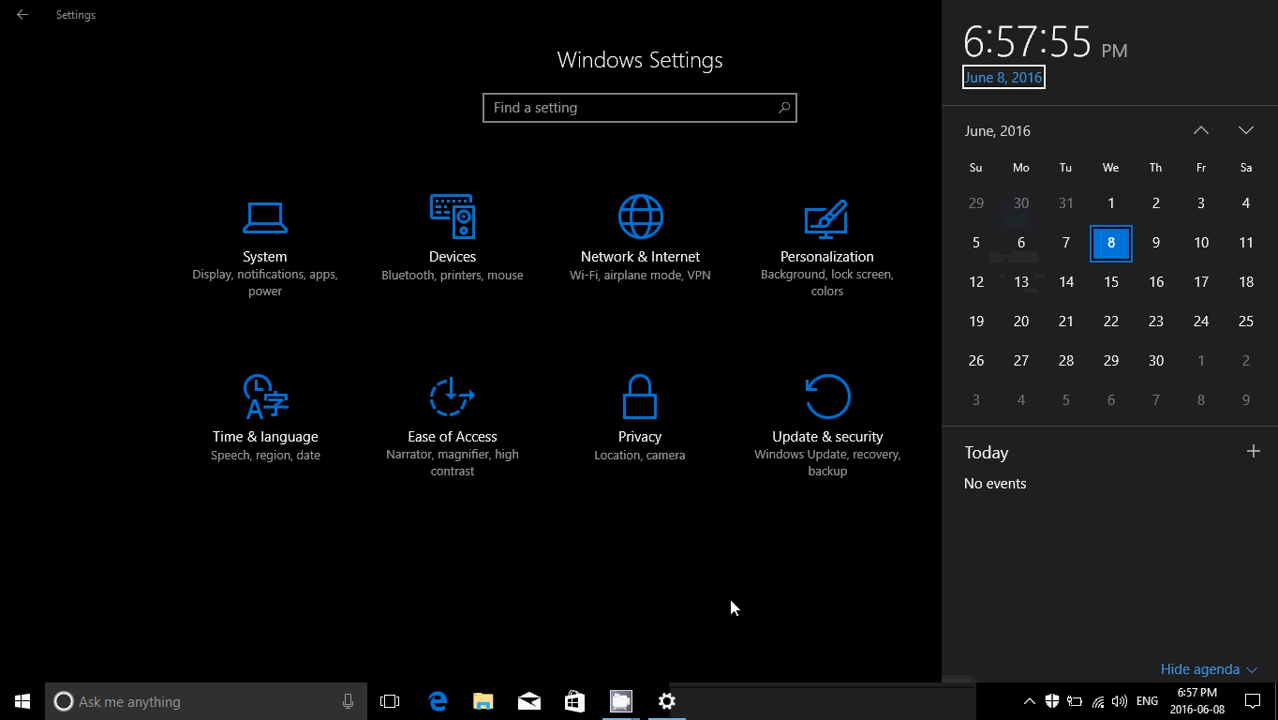 Settings
Windows Settings
Find a setting
System
Display, notifications, apps,
power
Devices
Bluetooth, printers, mouse
Network & Internet
Wi-Fi, airplane mode, VPN
Personalization
Background, lock screen,
colors
Time & language
Speech, region, date
Ease of Access
Narrator, magnifier, high
contrast
Privacy
Location, camera
Update & security
Windows Update, recovery,
backup
6:57:55 PM
June 8, 2016
June, 2016
Su Mo Tu We Th Fr Sa
29 30 31 1 2 3 4
5 6 7 8 9 10 11
12 13 14 15 16 17 18
19 20 21 22 23 24 25
26 27 28 29 30 1 2
3 4 5 6 7 8 9
Today
No events
Hide agenda
Ask me anything
ENG
6:57 PM
2016-06-08
A字